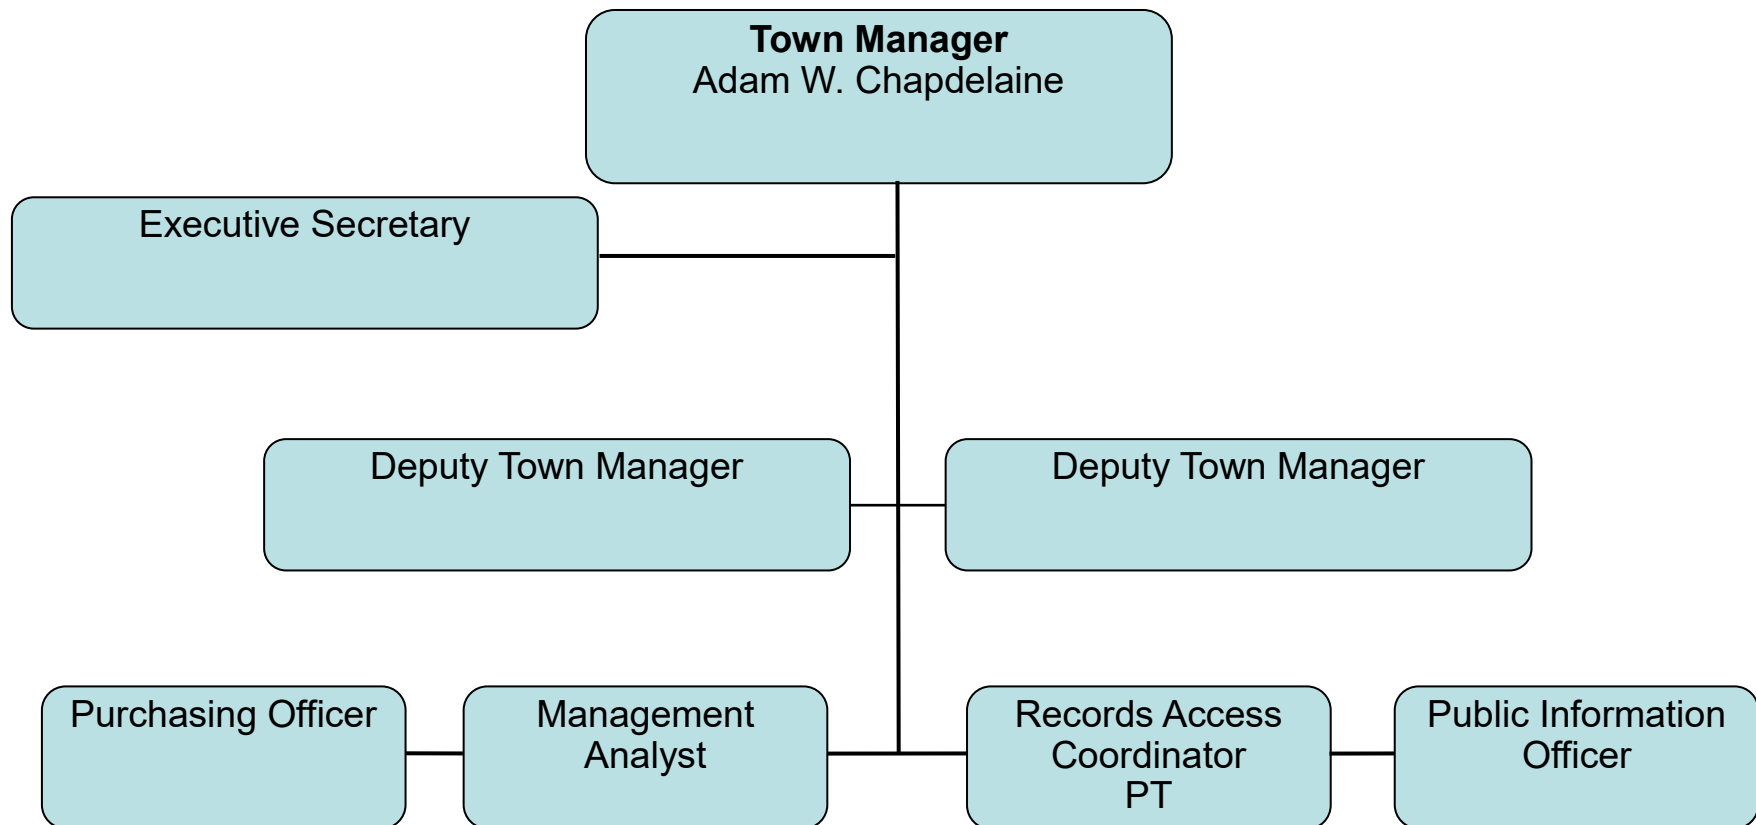 Town Manager
Adam W. Chapdelaine
Executive Secretary
Deputy Town Manager
Deputy Town Manager
Purchasing Officer
Management
Analyst
Records Access
Coordinator
PT
Public Information
Officer